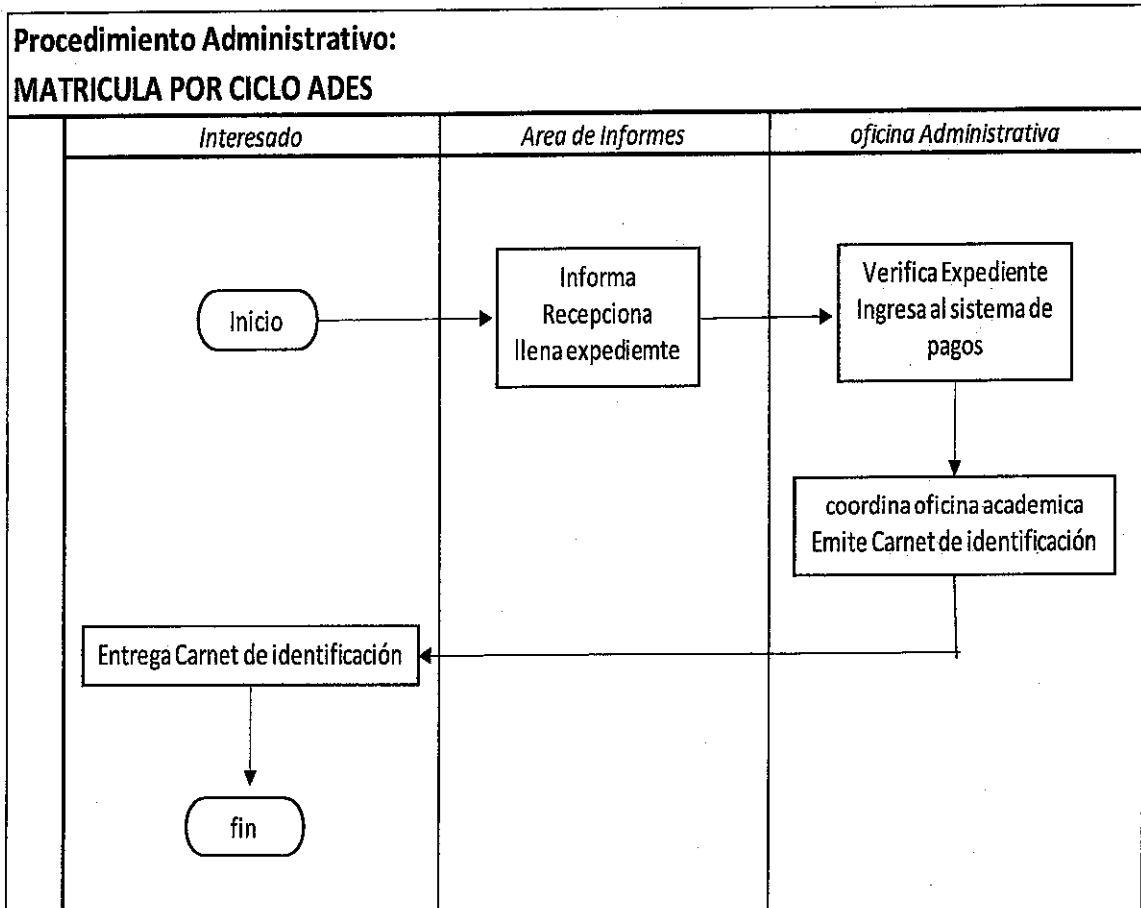 Procedimiento Administrativo:
MATRICULA POR CICLO ADES
Interesado
Area de Informes
oficina Administrativa
Inicio
Informa
Recepciona
llena expediemte
Verifica Expediente
Ingresa al sistema de
pagos
coordina oficina academica
Emite Carnet de identificación
Entrega Carnet de identificación
fin